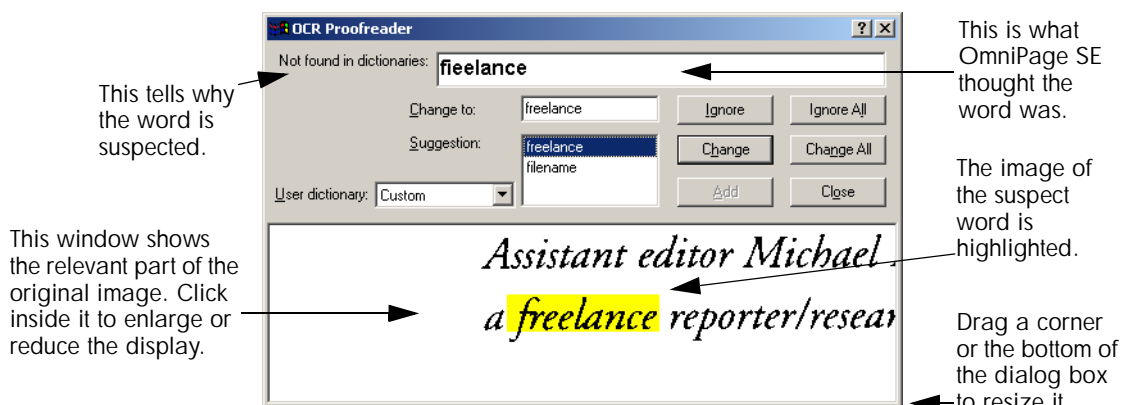 OCR Proofreader
Not found in dictionaries:
fieelance
Change to:
freelance
Ignore
Ignore All
Suggestion:
freelance
filename
Change
Change All
User dictionary:
Custom
Add
Close
Assistant editor Michael
a freelance reporter/resear
This tells why
the word is
suspected.
This window shows
the relevant part of the
original image. Click
inside it to enlarge or
reduce the display.
This is what
OmniPage SE
thought the
word was.
The image of
the suspect
word is
highlighted.
Drag a corner
or the bottom of
the dialog box
to resize it